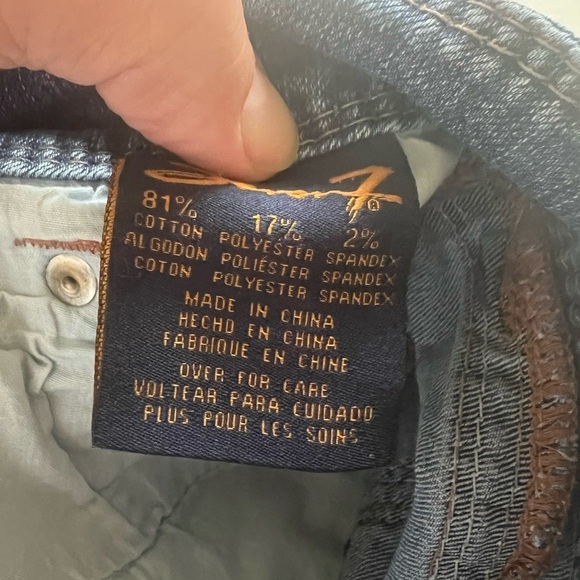 81% 17% 2%
COTTON POLYESTER SPANDEX
ALGODON POLIÉSTER SPANDEX
COTON POLYESTER SPANDEX
MADE IN CHINA
HECHO EN CHINA
FABRIQUE EN CHINE
OVER FOR CARE
VOLTEAR PARA CUIDADO
PLUS POUR LES SOINS